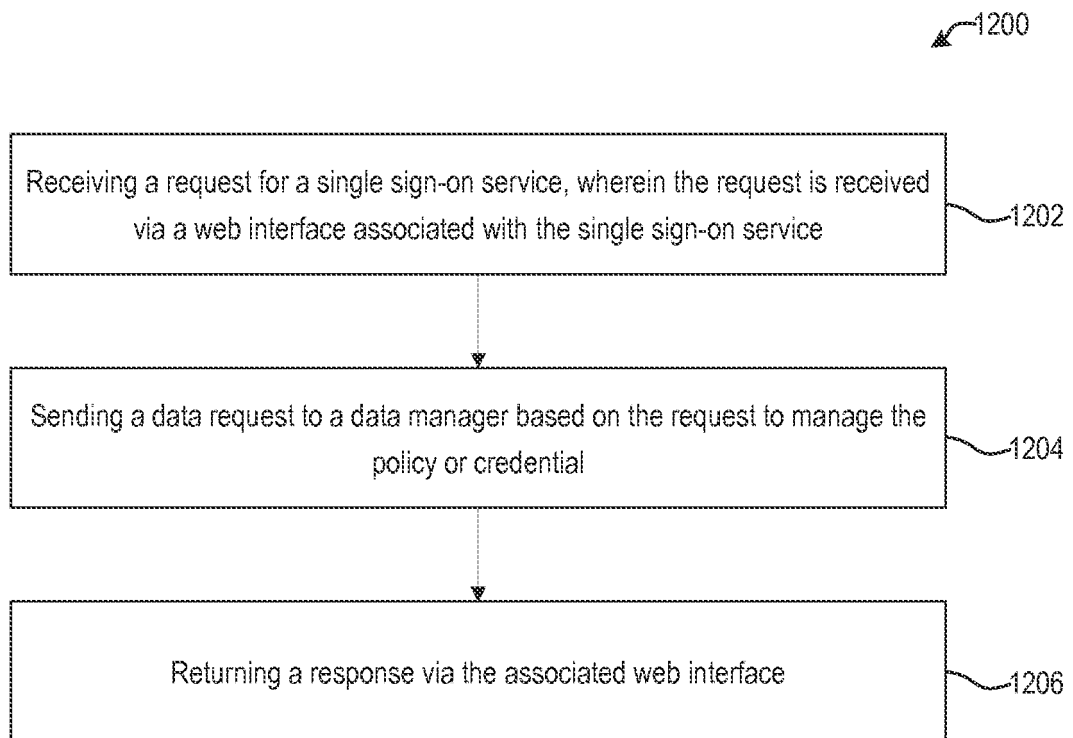 1200
Receiving a request for a single sign-on service, wherein the request is received
via a web interface associated with the single sign-on service
1202
Sending a data request to a data manager based on the request to manage the
policy or credential
1204
Returning a response via the associated web interface
1206